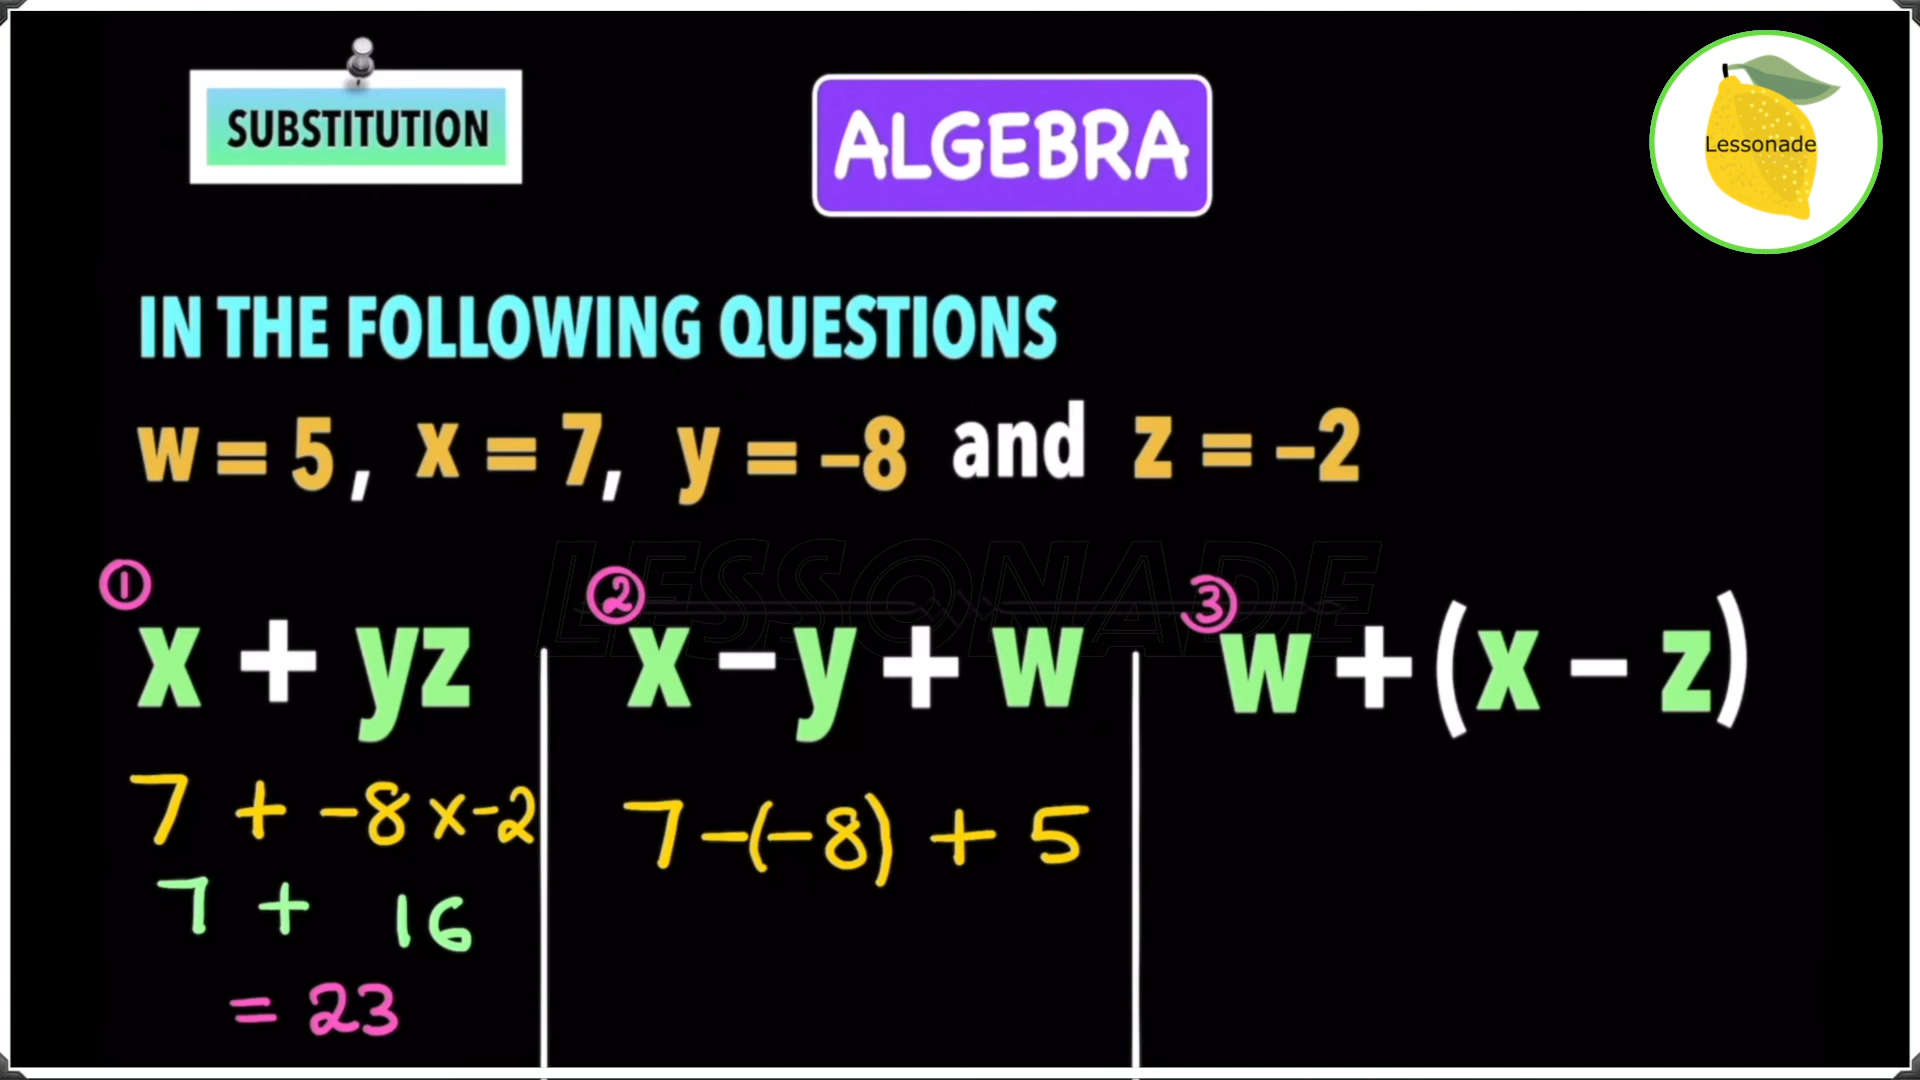 SUBSTITUTION
ALGEBRA
Lessonade
IN THE FOLLOWING QUESTIONS
w = 5, x = 7, y = –8 and z = –2
LESSONADE
① x + yz
7 + -8 x -2
7 + 16
= 23
② x – y + w
7 - (-8) + 5
③ w + (x – z)